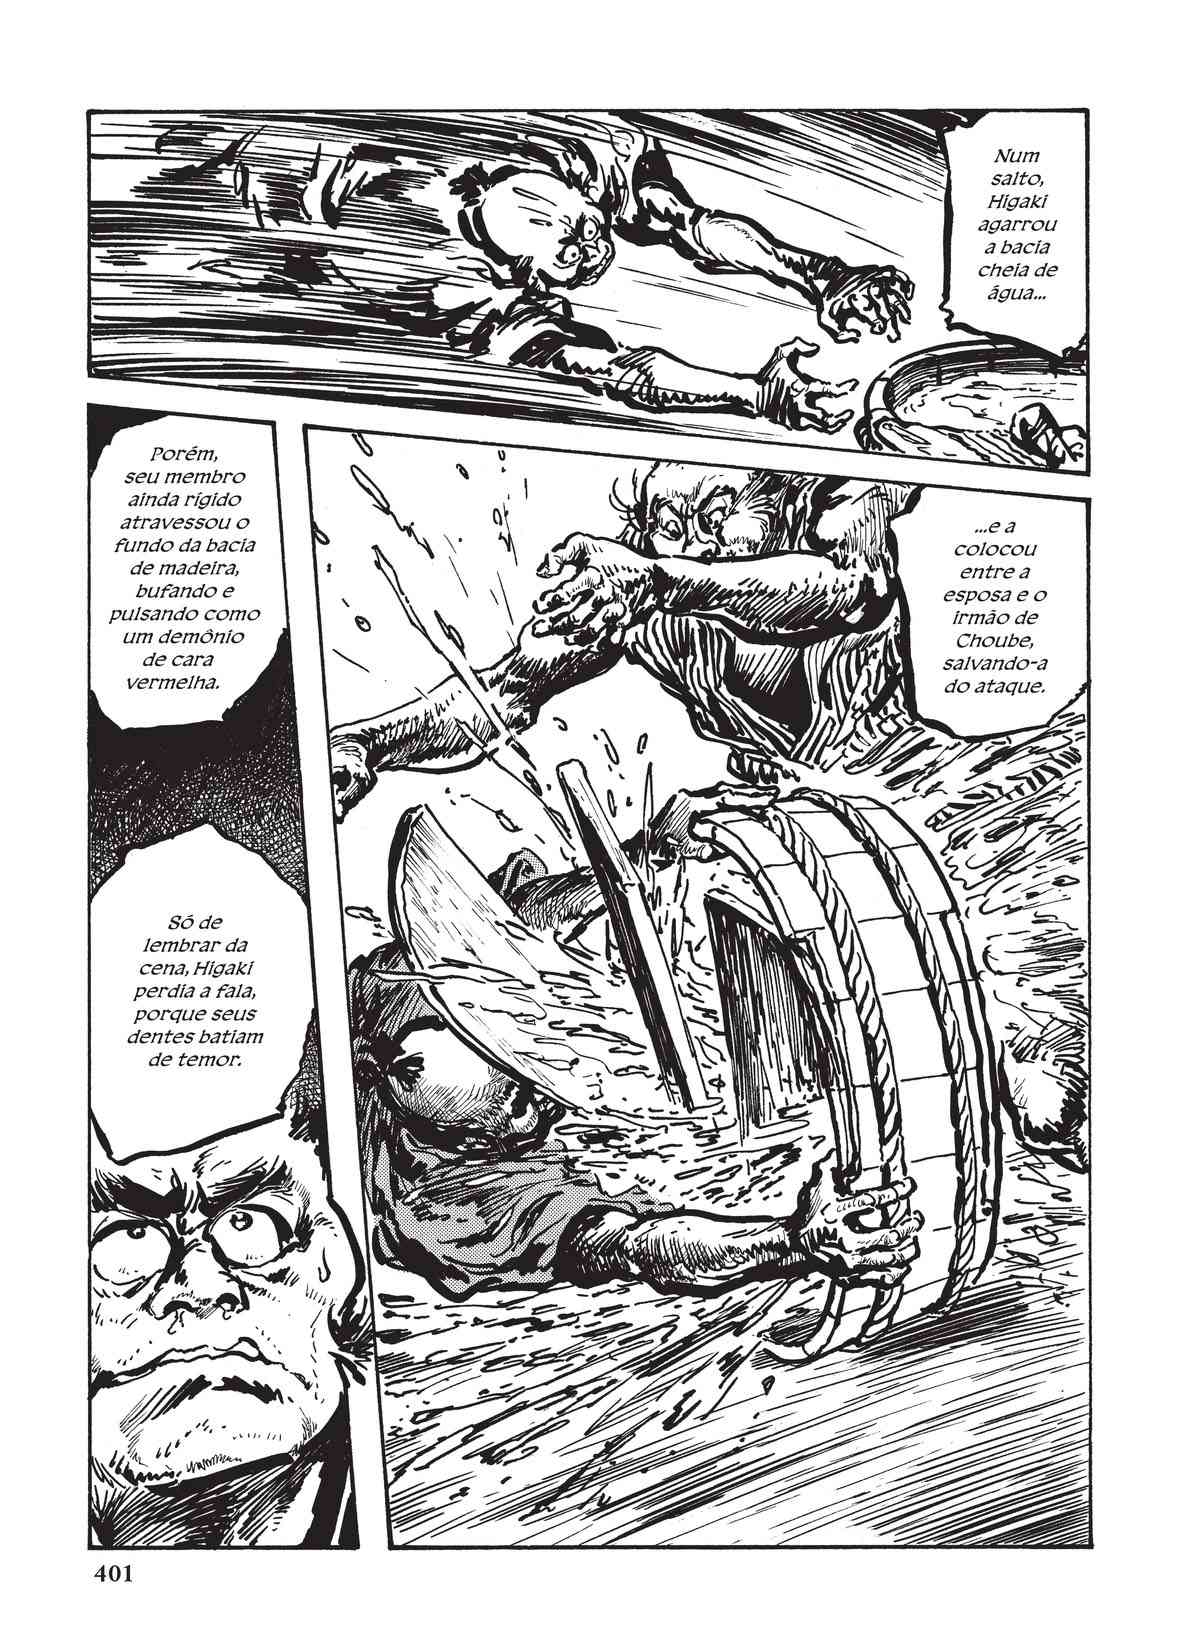 Num
salto,
Higaki
agarrou
a bacia
cheia de
água...
...e a
colocou
entre a
esposa e o
irmão de
Choube,
salvando-a
do ataque.
Porém,
seu membro
ainda rígido
atravessou o
fundo da bacia
de madeira,
bufando e
pulsando como
um demônio
de cara
vermelha.
Só de
lembrar da
cena, Higaki
perdia a fala,
porque seus
dentes batiam
de temor.
401